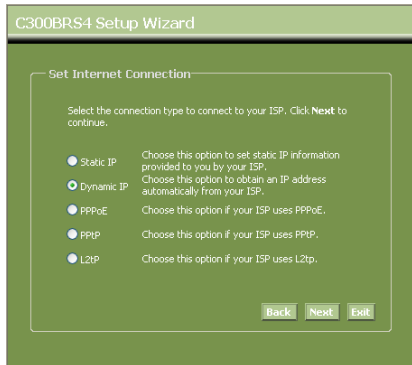 C300BRS4 Setup Wizard
Set Internet Connection
Select the connection type to connect to your ISP. Click Next to
continue.
Static IP
Choose this option to set static IP information
provided to you by your ISP.
Dynamic IP
Choose this option to obtain an IP address
automatically from your ISP.
PPPoE
Choose this option if your ISP uses PPPoE.
PPtP
Choose this option if your ISP uses PPtP.
L2tP
Choose this option if your ISP uses L2tp.
Back Next Exit